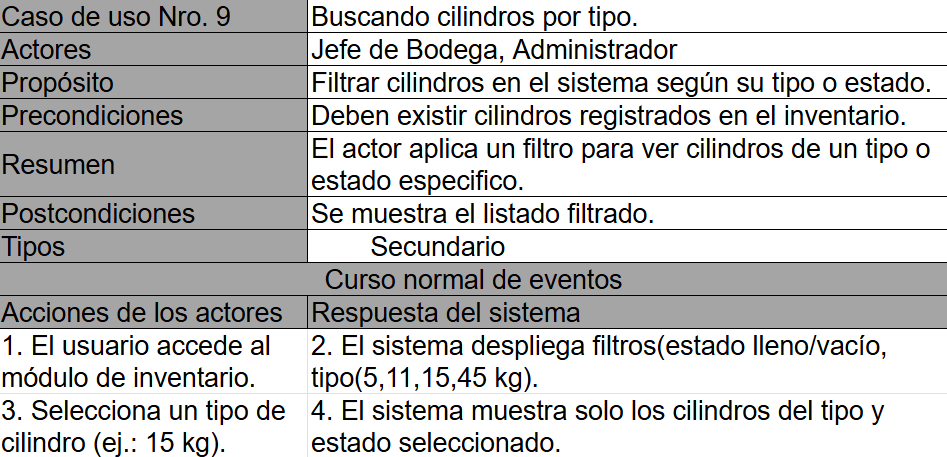 Caso de uso Nro. 9
Buscando cilindros por tipo.
Actores
Jefe de Bodega, Administrador
Propósito
Filtrar cilindros en el sistema según su tipo o estado.
Precondiciones
Deben existir cilindros registrados en el inventario.
Resumen
El actor aplica un filtro para ver cilindros de un tipo o
estado especifico.
Postcondiciones
Se muestra el listado filtrado.
Tipos
Secundario
Curso normal de eventos
Acciones de los actores
Respuesta del sistema
1. El usuario accede al
módulo de inventario.
2. El sistema despliega filtros(estado lleno/vacío,
tipo(5,11,15,45 kg).
3. Selecciona un tipo de
cilindro (ej.: 15 kg).
4. El sistema muestra solo los cilindros del tipo y
estado seleccionado.